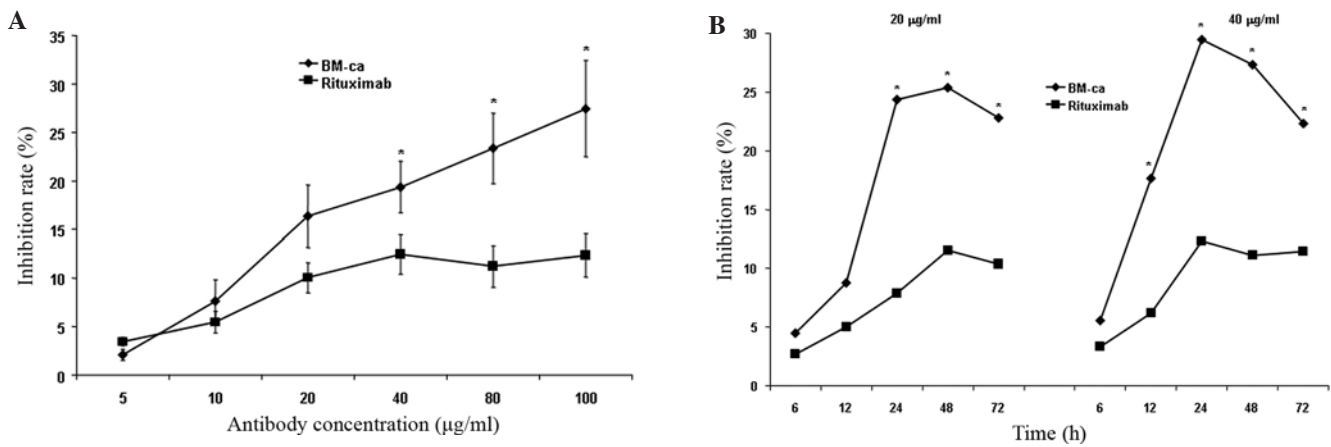 A
Inhibition rate (%)
40
35
30
25
20
15
10
5
0
BM-ca
Rituximab
*
*
*
5 10 20 40 80 100
Antibody concentration (µg/ml)
B
20 µg/ml 40 µg/ml
Inhibition rate (%)
30
25
20
15
10
5
0
BM-ca
Rituximab
* * *
* * * *
6 12 24 48 72 6 12 24 48 72
Time (h)